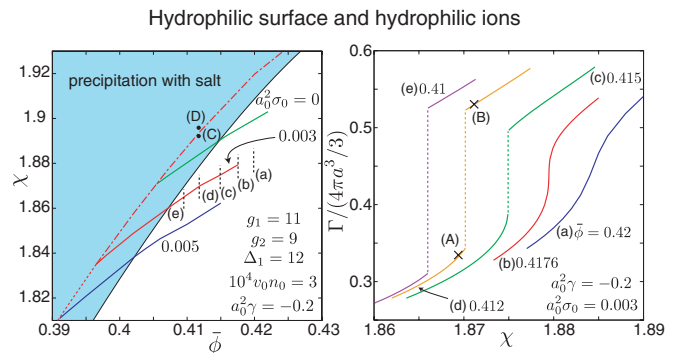 Hydrophilic surface and hydrophilic ions
1.92
1.9
1.88
1.86
1.84
1.82
χ
0.39
0.4
0.41
0.42
0.43
ϕ̄
precipitation with salt
(D)
(C)
a₀²σ₀ = 0
0.003
(a)
(b)
(c)
(d)
(e)
0.005
g₁ = 11
g₂ = 9
Δ₁ = 12
10⁴v₀n₀ = 3
a₀²γ = −0.2
0.6
0.5
0.4
0.3
Γ/(4πa³/3)
1.86
1.87
1.88
1.89
χ
(e)0.41
(B)
(c)0.415
(A)
(a)ϕ̄ = 0.42
(b)0.4176
(d)0.412
a₀²γ = −0.2
a₀²σ₀ = 0.003